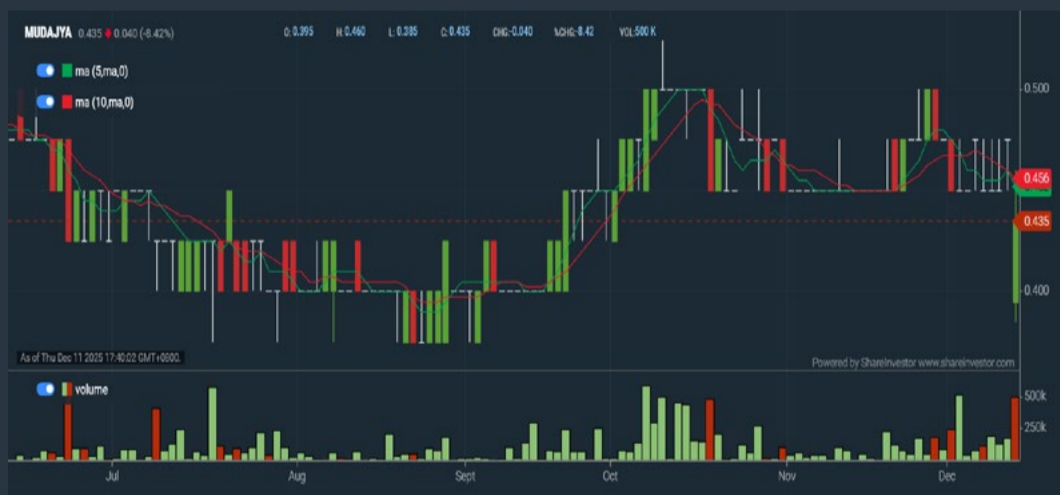 MUDAJYA 0.435 0.040 (-8.42%) O: 0.395 H: 0.460 L: 0.385 C: 0.435 CHG:-0.040 %CHG:-8.42 VOL:500 K
ma (5,ma,0)
ma (10,ma,0)
0.500
0.456
0.435
0.400
As of Thu Dec 11 2025 17:40:02 GMT+0800.
Powered by ShareInvestor www.shareinvestor.com
volume
500k
250k
Jul Aug Sept Oct Nov Dec